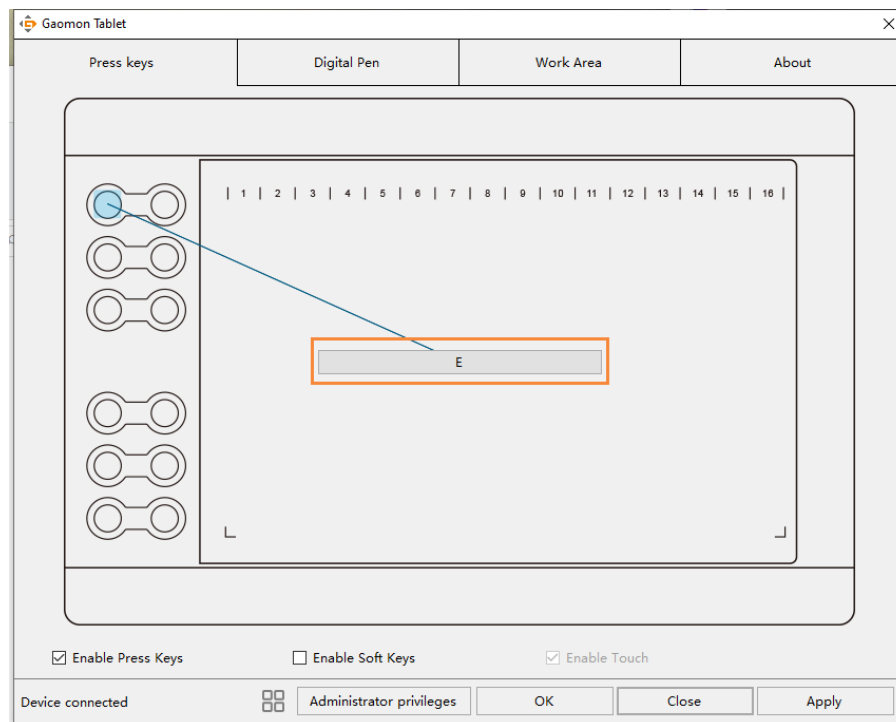 Gaomon Tablet
Press keys Digital Pen Work Area About
| 1 | 2 | 3 | 4 | 5 | 6 | 7 | 8 | 9 | 10 | 11 | 12 | 13 | 14 | 15 | 16 |
E
Enable Press Keys Enable Soft Keys Enable Touch
Device connected Administrator privileges OK Close Apply